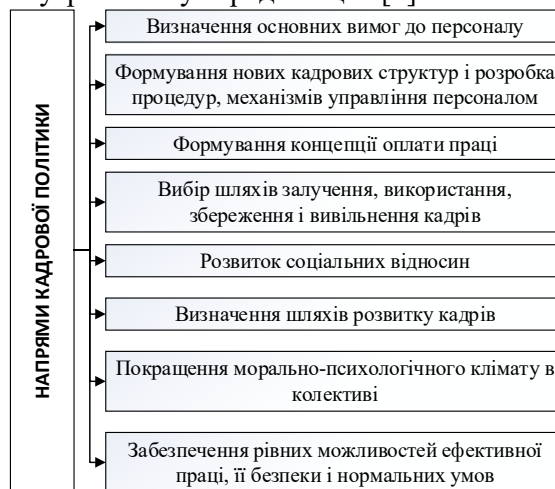 НАПРЯМИ КАДРОВОЇ ПОЛІТИКИ
Визначення основних вимог до персоналу
Формування нових кадрових структур і розробка
процедур, механізмів управління персоналом
Формування концепції оплати праці
Вибір шляхів залучення, використання,
збереження і вивільнення кадрів
Розвиток соціальних відносин
Визначення шляхів розвитку кадрів
Покращення морально-психологічного клімату в
колективі
Забезпечення рівних можливостей ефективної
праці, її безпеки і нормальних умов